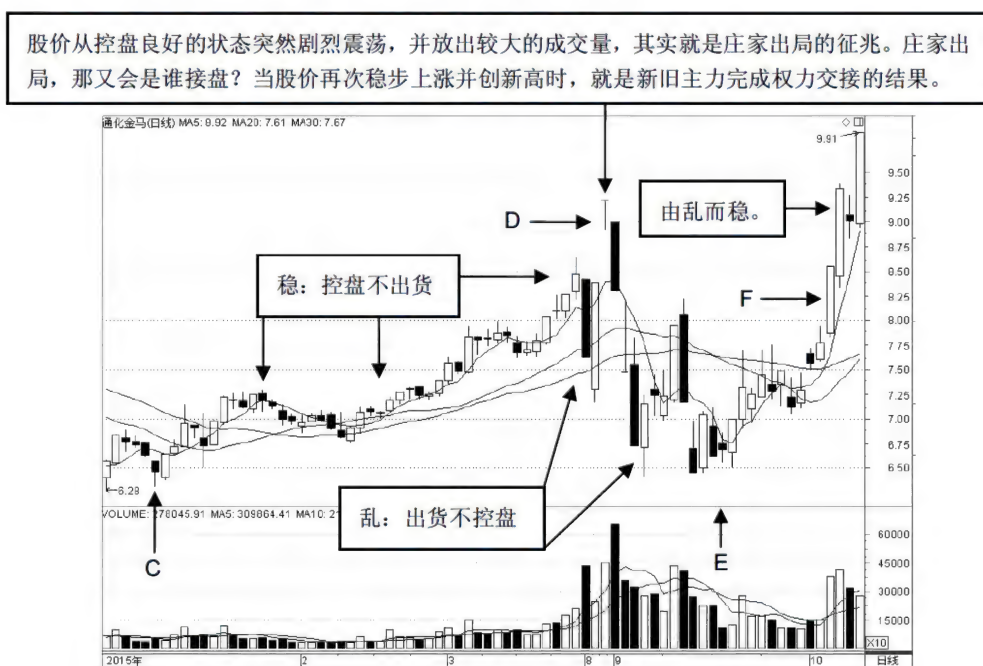 股价从控盘良好的状态突然剧烈震荡，并放出较大的成交量，其实就是庄家出局的征兆。庄家出
局，那又会是谁接盘？当股价再次稳步上涨并创新高时，就是新旧主力完成权力交接的结果。
通化金马(日线) MA5: 8.92 MA20: 7.61 MA30: 7.67
9.91
9.50
9.25
9.00
8.75
8.50
8.25
8.00
7.75
7.50
7.25
7.00
6.75
6.50
D
由乱而稳。
稳：控盘不出货
F
6.28
乱：出货不控盘
C
E
VOLUME: 278045.91 MA5: 309864.41 MA10: 2
60000
45000
30000
15000
X10
2015年 2 3 8 9 10 日线